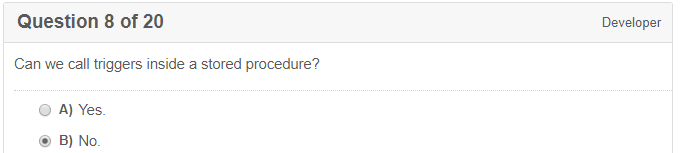 Question 8 of 20 Developer
Can we call triggers inside a stored procedure?
A) Yes.
B) No.